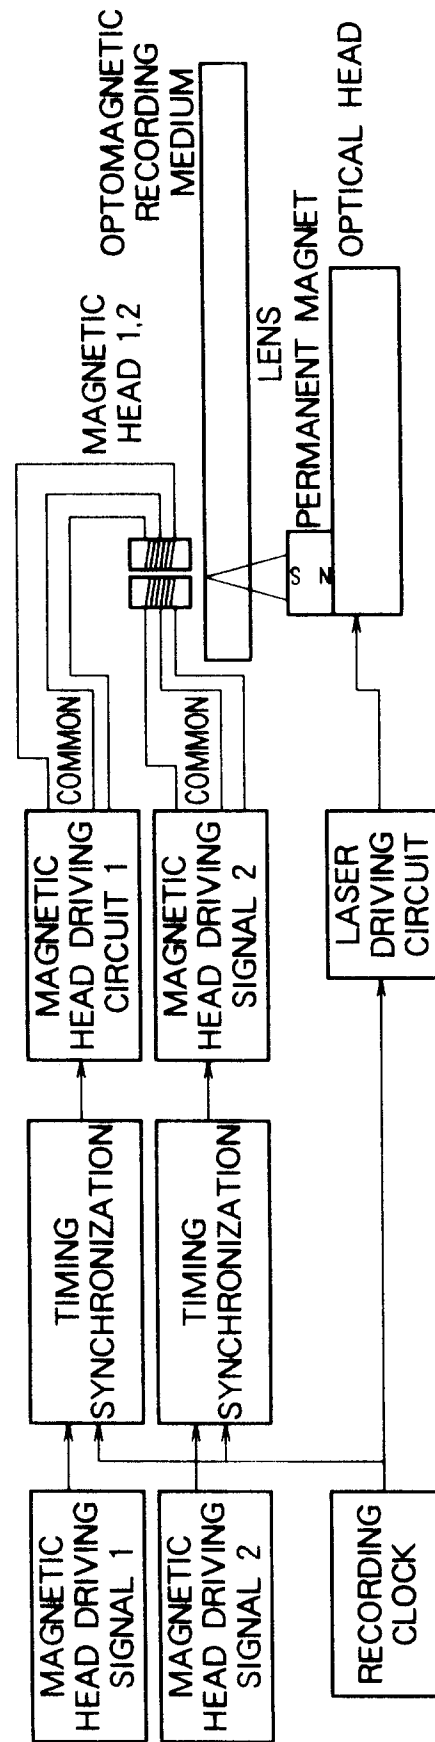 MAGNETIC
HEAD DRIVING
SIGNAL 1
MAGNETIC
HEAD DRIVING
SIGNAL 2
RECORDING
CLOCK
TIMING
SYNCHRONIZATION
TIMING
SYNCHRONIZATION
MAGNETIC
HEAD DRIVING
CIRCUIT 1
MAGNETIC
HEAD DRIVING
SIGNAL 2
LASER
DRIVING
CIRCUIT
COMMON
COMMON
MAGNETIC
HEAD 1,2
OPTOMAGNETIC
RECORDING
MEDIUM
LENS
S N
PERMANENT MAGNET
OPTICAL HEAD